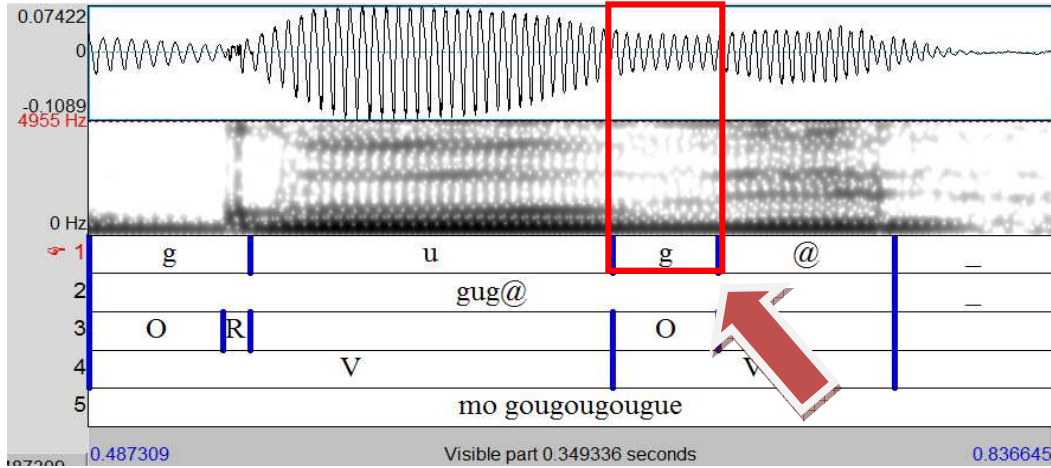 0.07422
0
-0.1089
4955 Hz
0 Hz
1 g u g @ _
2 gug@ _
3 O R O
4 V V
5 mo gougougougue
0.487309 Visible part 0.349336 seconds 0.836645